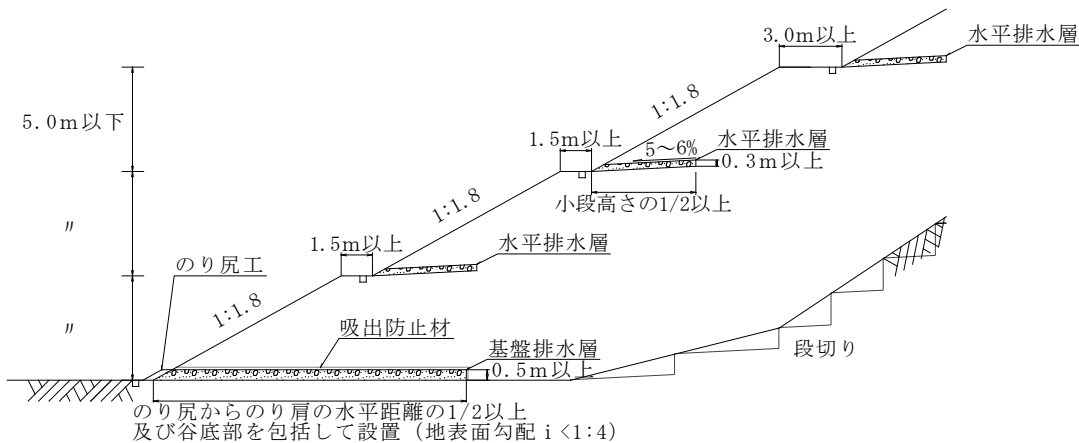 3.0m以上
水平排水層
1:1.8
5.0m以下
1.5m以上
5～6%
水平排水層
0.3m以上
小段高さの1/2以上
1:1.8
〃
1.5m以上
水平排水層
のり尻工
1:1.8
〃
吸出防止材
基盤排水層
0.5m以上
段切り
のり尻からのり肩の水平距離の1/2以上
及び谷底部を包括して設置（地表面勾配ｉ<1:4）